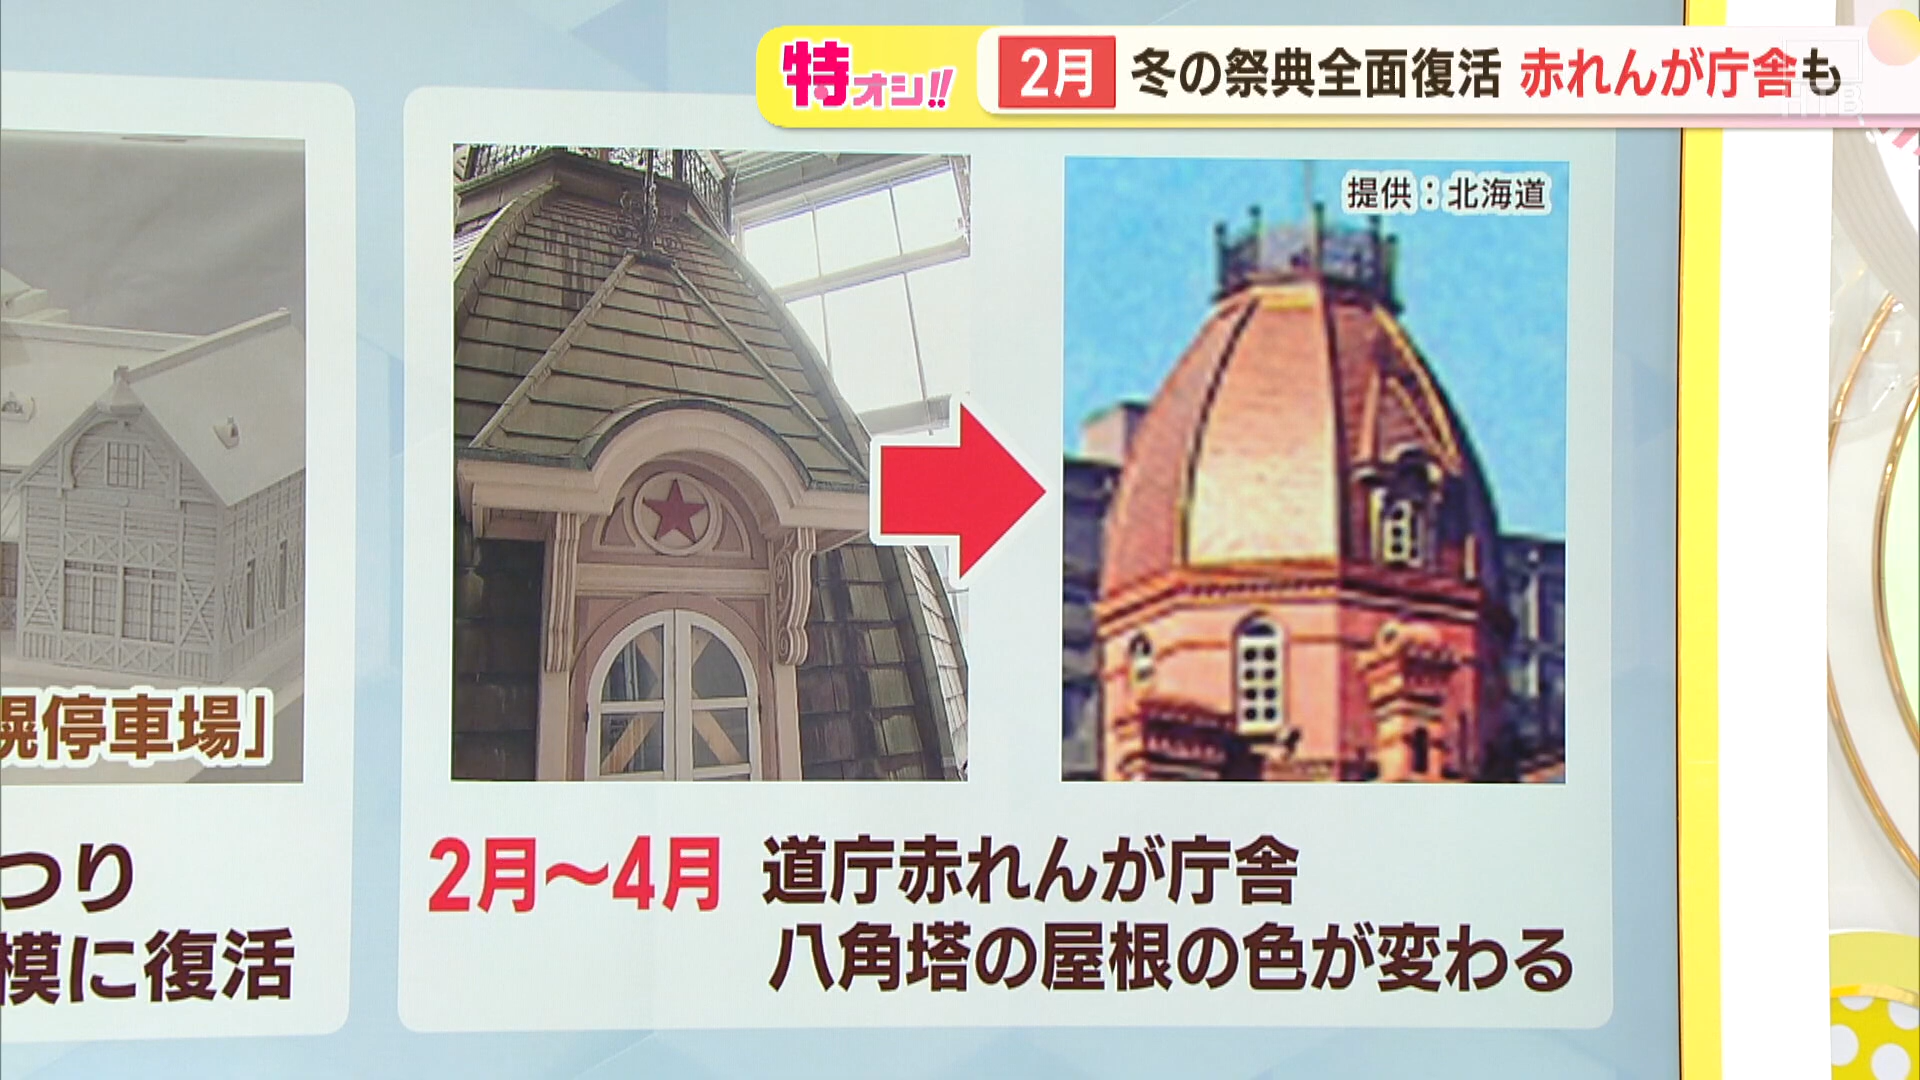 特オシ!!
2月 冬の祭典全面復活 赤れんが庁舎も
HTB
提供：北海道
幌停車場」
つり
模に復活
2月～4月 道庁赤れんが庁舎
八角塔の屋根の色が変わる